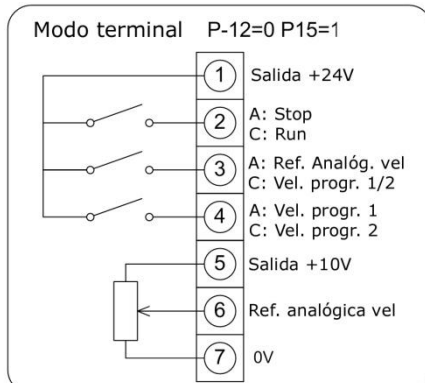 Modo terminal P-12=0 P15=1
1 Salida +24V
2 A: Stop
C: Run
3 A: Ref. Analóg. vel
C: Vel. progr. 1/2
4 A: Vel. progr. 1
C: Vel. progr. 2
5 Salida +10V
6 Ref. analógica vel
7 0V